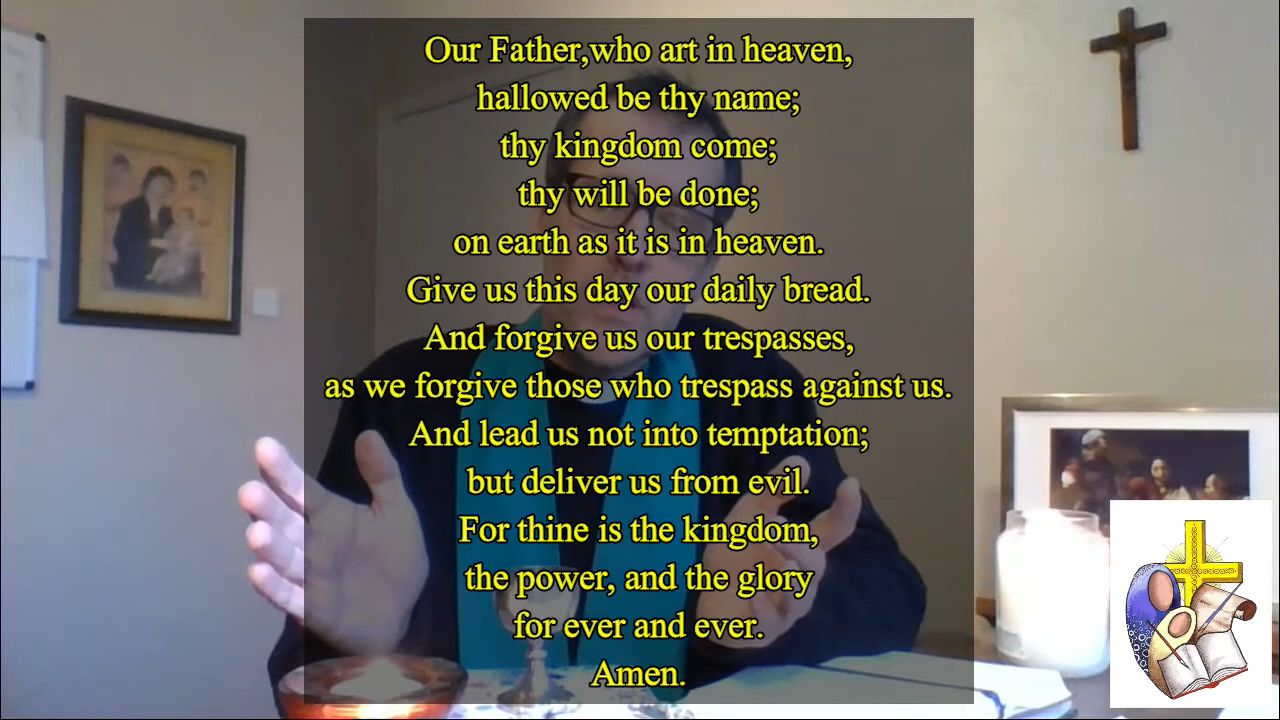 Our Father,who art in heaven,
hallowed be thy name;
thy kingdom come;
thy will be done;
on earth as it is in heaven.
Give us this day our daily bread.
And forgive us our trespasses,
as we forgive those who trespass against us.
And lead us not into temptation;
but deliver us from evil.
For thine is the kingdom,
the power, and the glory
for ever and ever.
Amen.